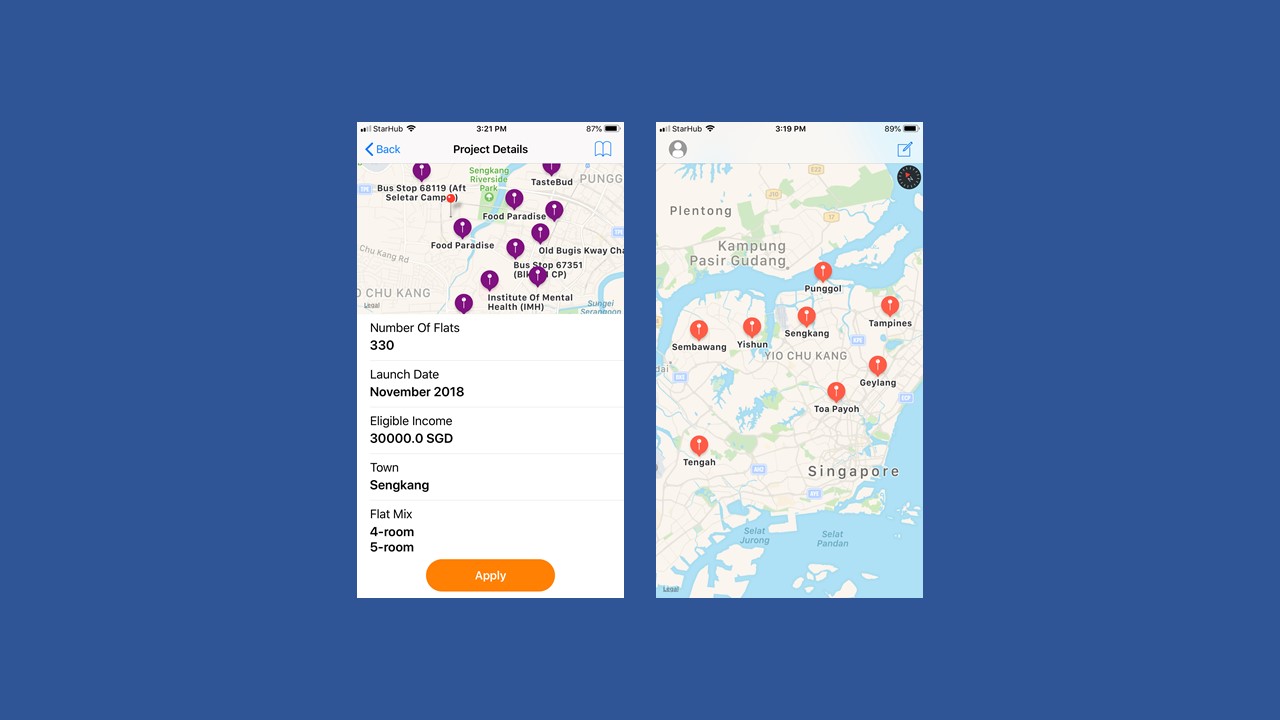 StarHub
3:21 PM
87%
Back
Project Details
Sengkang
Riverside
Park
TasteBud
PUNGG
Bus Stop 68119 (Aft
Seletar Camp
Food Paradise
Food Paradise
Old Bugis Kway Cha
Chu Kang Rd
Bus Stop 67351
CP)
CHU KANG
Institute Of Mental
Health (IMH)
Sungei
Serangoon
Legal
Number Of Flats
330
Launch Date
November 2018
Eligible Income
30000.0 SGD
Town
Sengkang
Flat Mix
4-room
5-room
Apply
StarHub
3:19 PM
89%
E22
J10
17
Plentong
Kampung
Pasir Gudang
Punggol
Tampines
Sembawang
Yishun
Sengkang
YIO CHU KANG
Geylang
Toa Payoh
ECP
Tengah
Singapore
Selat
Jurong
Selat
Pandan
Legal